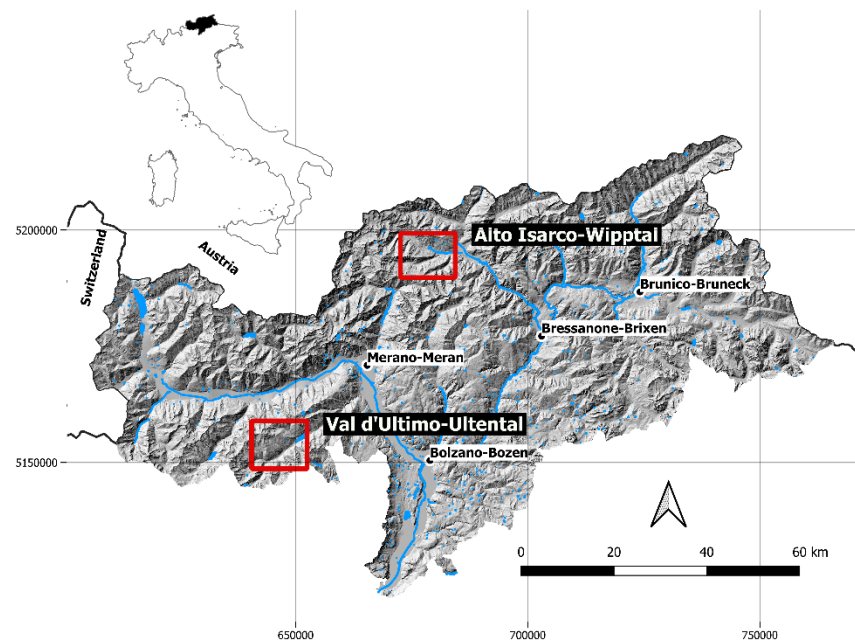 5200000
Switzerland
Austria
Alto Isarco-Wipptal
Brunico-Bruneck
Bressanone-Brixen
Merano-Meran
Val d'Ultimo-Ultental
Bolzano-Bozen
5150000
0 20 40 60 km
650000 700000 750000